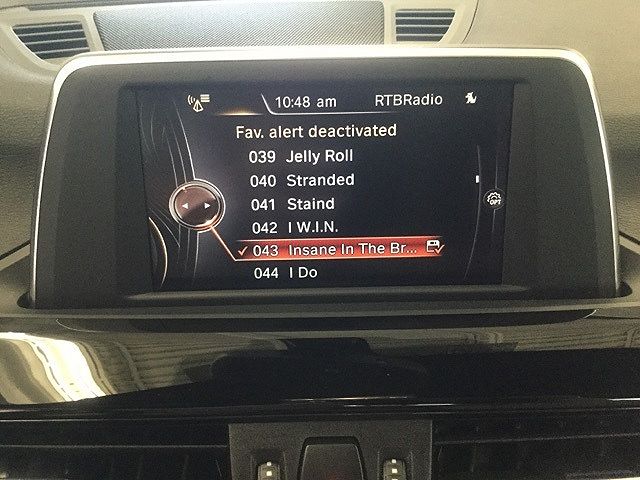 10:48 am RTBRadio
Fav. alert deactivated
039 Jelly Roll
040 Stranded
041 Staind
042 I W.I.N.
043 Insane In The Br...
044 I Do
OPT